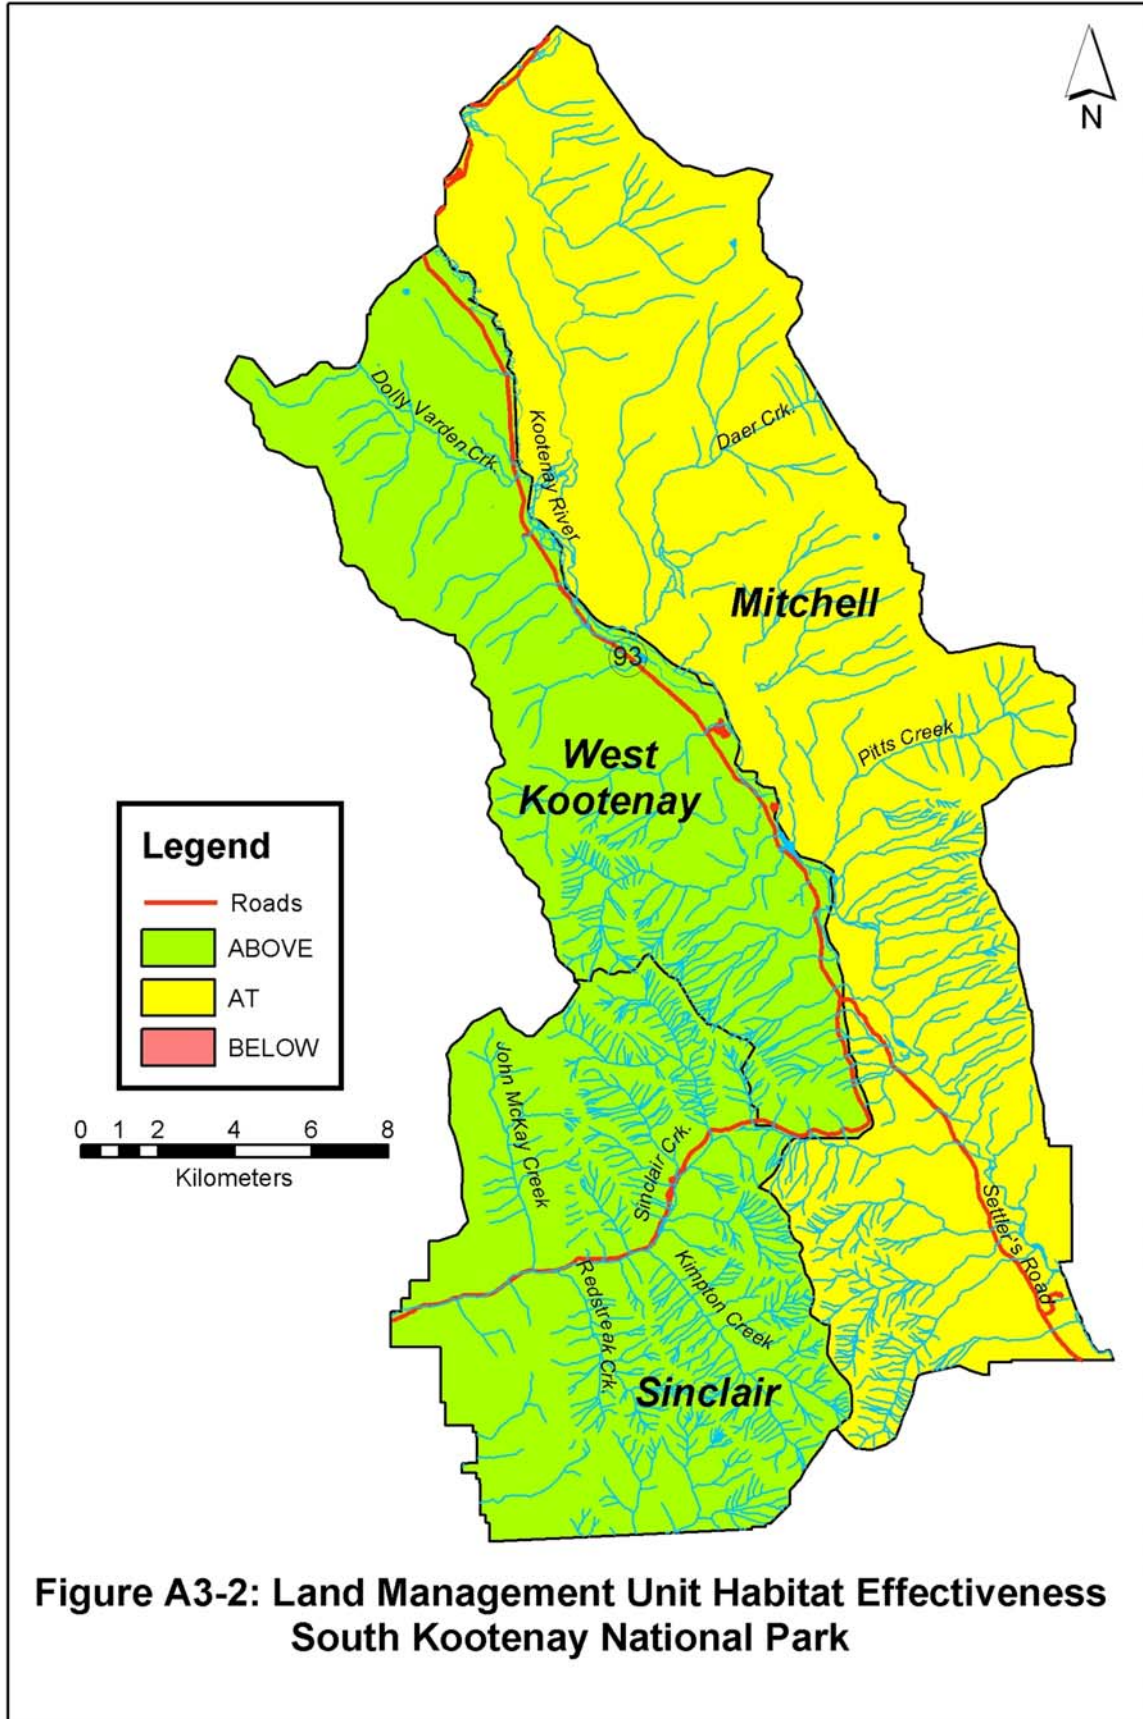 N
Dolly Varden Crk.
Kootenay River
Daer Crk.
Mitchell
93
West
Kootenay
Pitts Creek
Legend
Roads
ABOVE
AT
BELOW
0 1 2 4 6 8
Kilometers
John McKay Creek
Sinclair Crk.
Settler's Road
Redstreak Crk.
Kimpton Creek
Sinclair
Figure A3-2: Land Management Unit Habitat Effectiveness
South Kootenay National Park